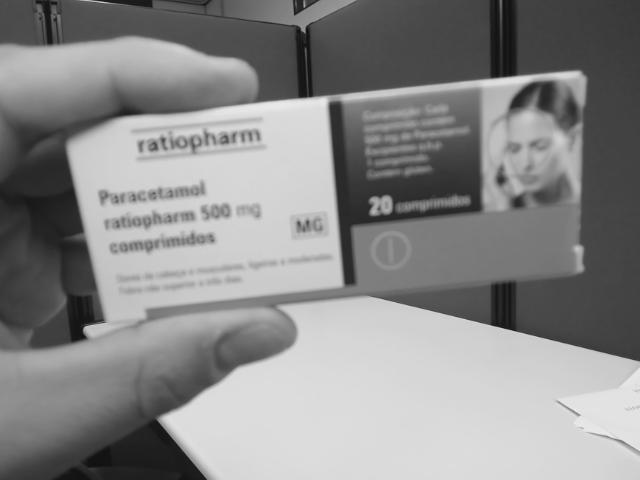 ratiopharm
Paracetamol
ratiopharm 500 mg
comprimidos
MG
Dores de cabeça e musculares, ligeiras a moderadas.
Febre não superior a três dias.
Composição: Cada
comprimido contém
500 mg de Paracetamol
Excipientes q.b.p.
1 comprimido.
Contém glúten.
20 comprimidos